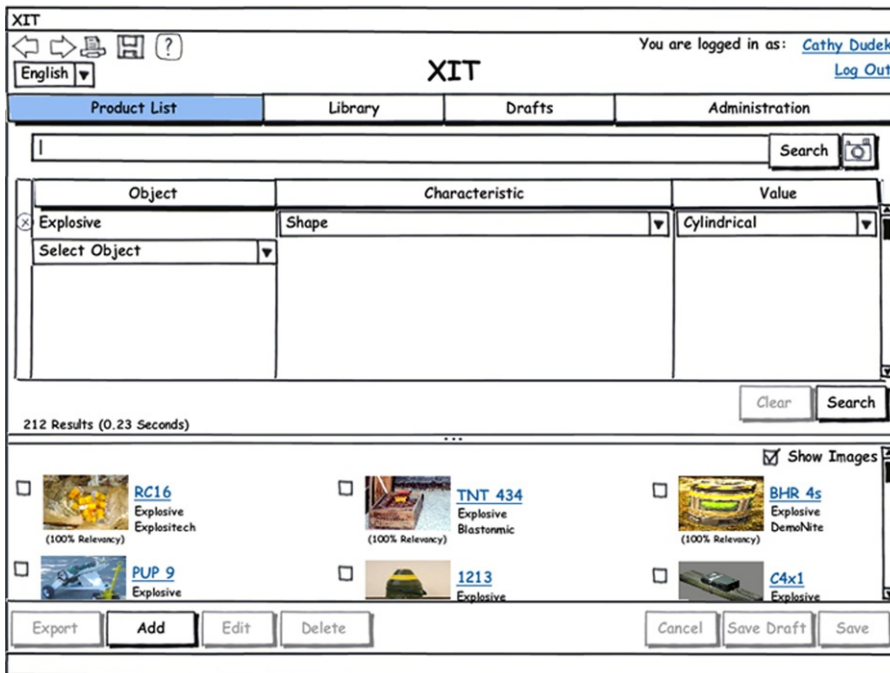 XIT
? You are logged in as: Cathy Dudek
English XIT Log Out
Product List Library Drafts Administration
Search
Object Characteristic Value
Explosive Shape Cylindrical
Select Object
Clear Search
212 Results (0.23 Seconds)
Show Images
RC16 TNT 434 BHR 4s
Explosive Explosive Explosive
Explositech Blastonmic DemoNite
(100% Relevancy) (100% Relevancy) (100% Relevancy)
PUP 9 1213 C4x1
Explosive Explosive Explosive
Export Add Edit Delete Cancel Save Draft Save